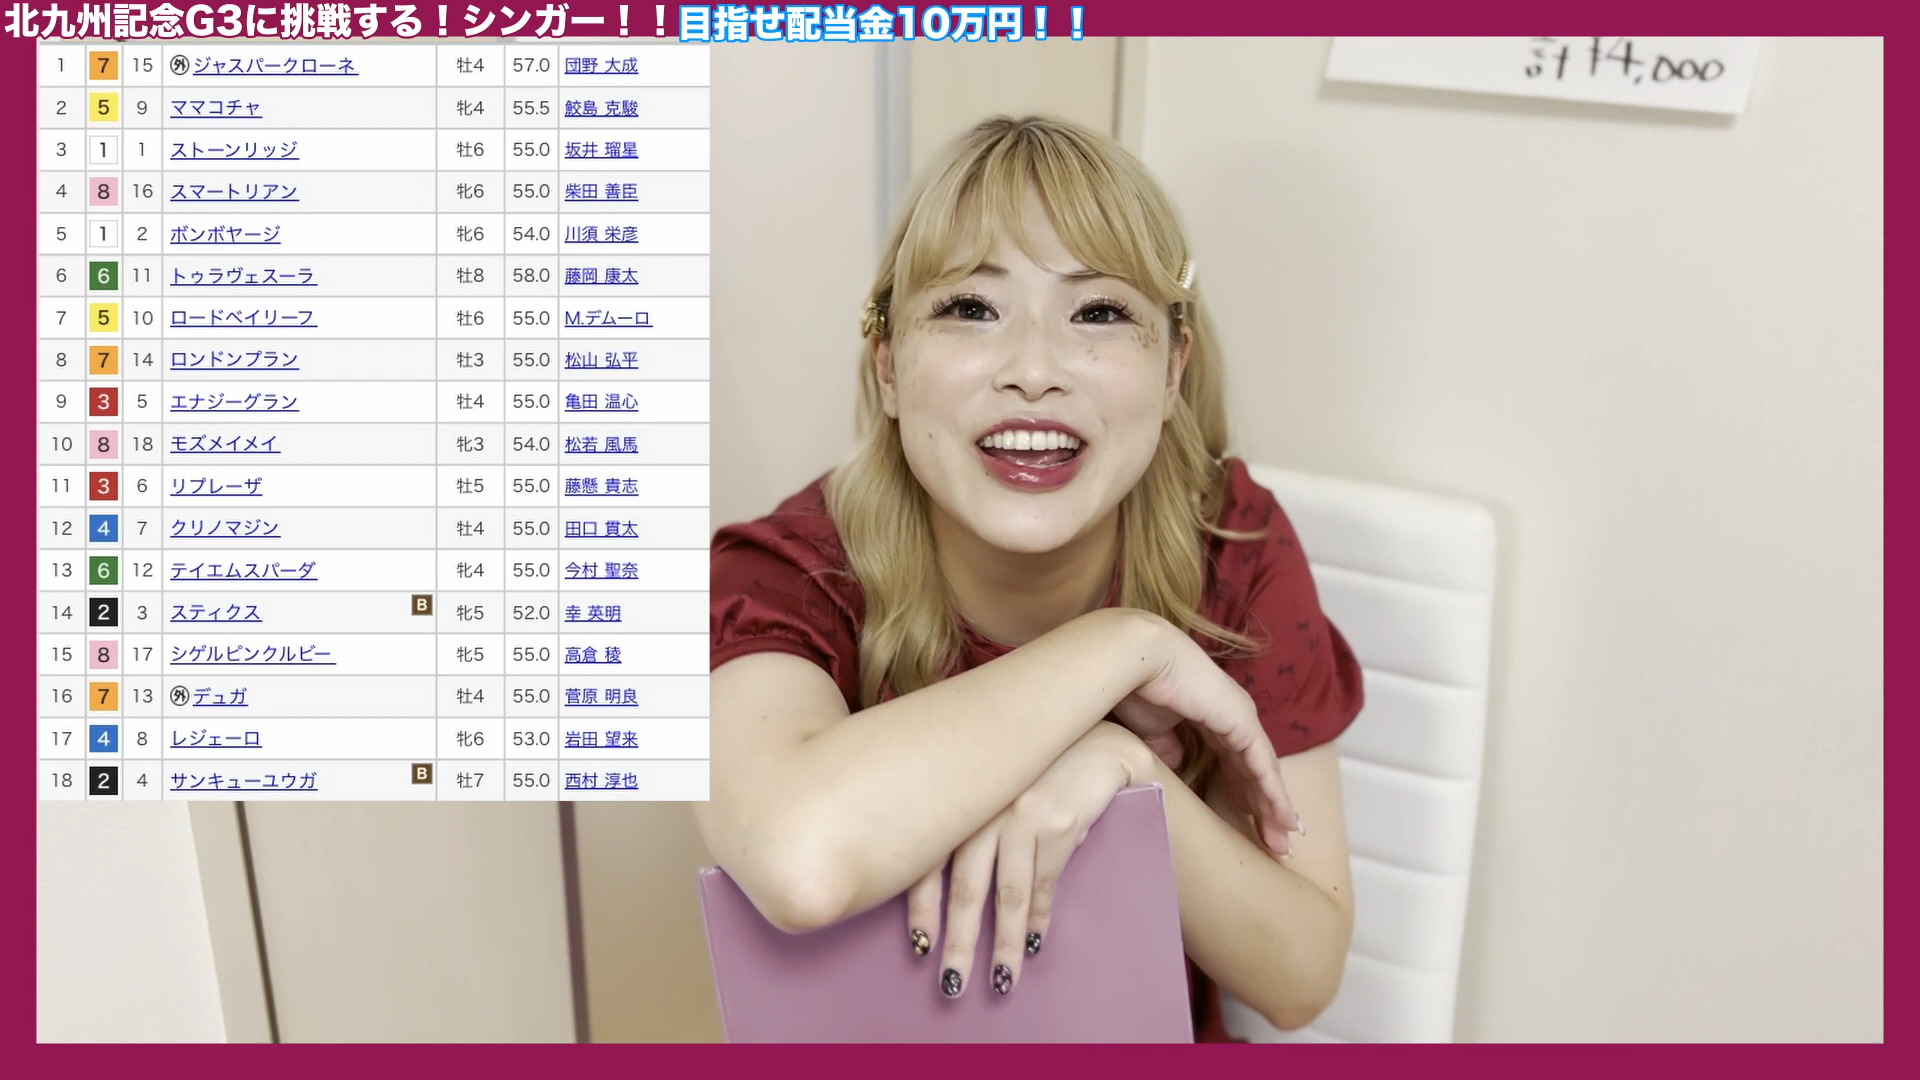 北九州記念G3に挑戦する！シンガー！！目指せ配当金10万円！！
計 ¥4,000
1 7 15 外 ジャスパークローネ 牡4 57.0 団野 大成
2 5 9 ママコチャ 牝4 55.5 鮫島 克駿
3 1 1 ストーンリッジ 牡6 55.0 坂井 瑠星
4 8 16 スマートリアン 牝6 55.0 柴田 善臣
5 1 2 ボンボヤージ 牝6 54.0 川須 栄彦
6 6 11 トゥラヴェスーラ 牡8 58.0 藤岡 康太
7 5 10 ロードベイリーフ 牡6 55.0 M.デムーロ
8 7 14 ロンドンプラン 牡3 55.0 松山 弘平
9 3 5 エナジーグラン 牡4 55.0 亀田 温心
10 8 18 モズメイメイ 牝3 54.0 松若 風馬
11 3 6 リプレーザ 牡5 55.0 藤懸 貴志
12 4 7 クリノマジン 牡4 55.0 田口 貫太
13 6 12 テイエムスパーダ 牝4 55.0 今村 聖奈
14 2 3 スティクス B 牝5 52.0 幸 英明
15 8 17 シゲルピンクルビー 牝5 55.0 高倉 稜
16 7 13 外 デュガ 牡4 55.0 菅原 明良
17 4 8 レジェーロ 牝6 53.0 岩田 望来
18 2 4 サンキューユウガ B 牡7 55.0 西村 淳也